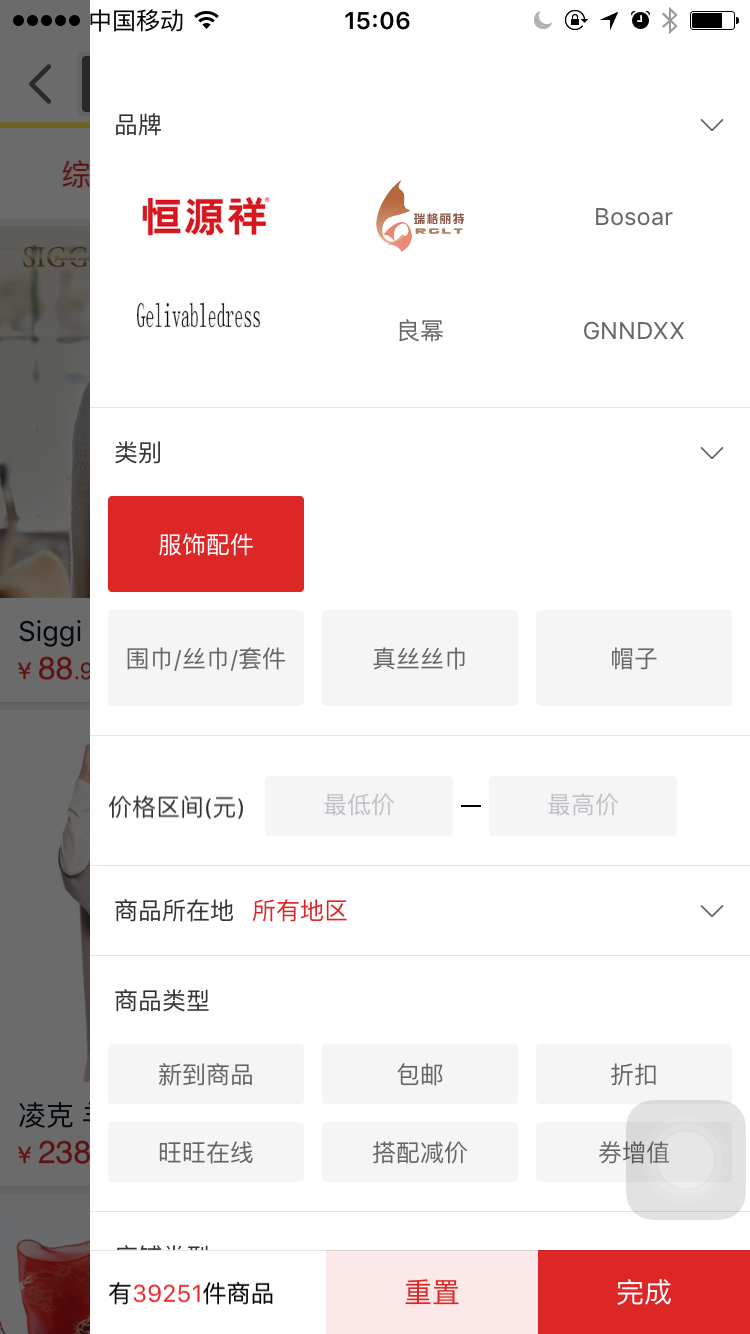 中国移动 15:06
综
品牌
恒源祥
瑞格丽特
RGLT
Bosoar
Gelivabledress
良幂
GNNDXX
类别
服饰配件
围巾/丝巾/套件
真丝丝巾
帽子
价格区间(元) 最低价 — 最高价
商品所在地 所有地区
商品类型
新到商品
包邮
折扣
旺旺在线
搭配减价
券增值
有39251件商品
重置
完成
SIGG
Siggi
¥ 88.9
凌克
¥ 238